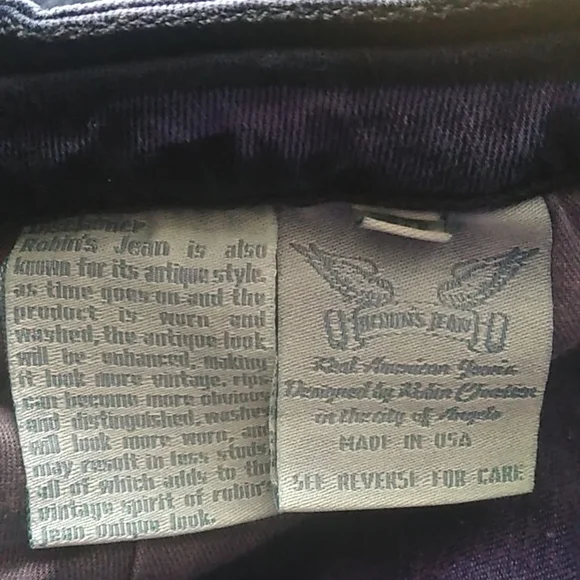 Disclaimer
Robin's Jean is also
known for its antique style.
as time goes on and the
product is worn and
washed, the antique look
will be enhanced, making
it look more vintage, rips
can become more obvious
and distinguished, washes
will look more worn, and
may result in less studs,
all of which adds to the
vintage spirit of robin's
Jean unique look.
ROBIN'S JEAN
Real American Jeans
Designed by Robin Chretien
in the city of Angels
MADE IN USA
SEE REVERSE FOR CARE